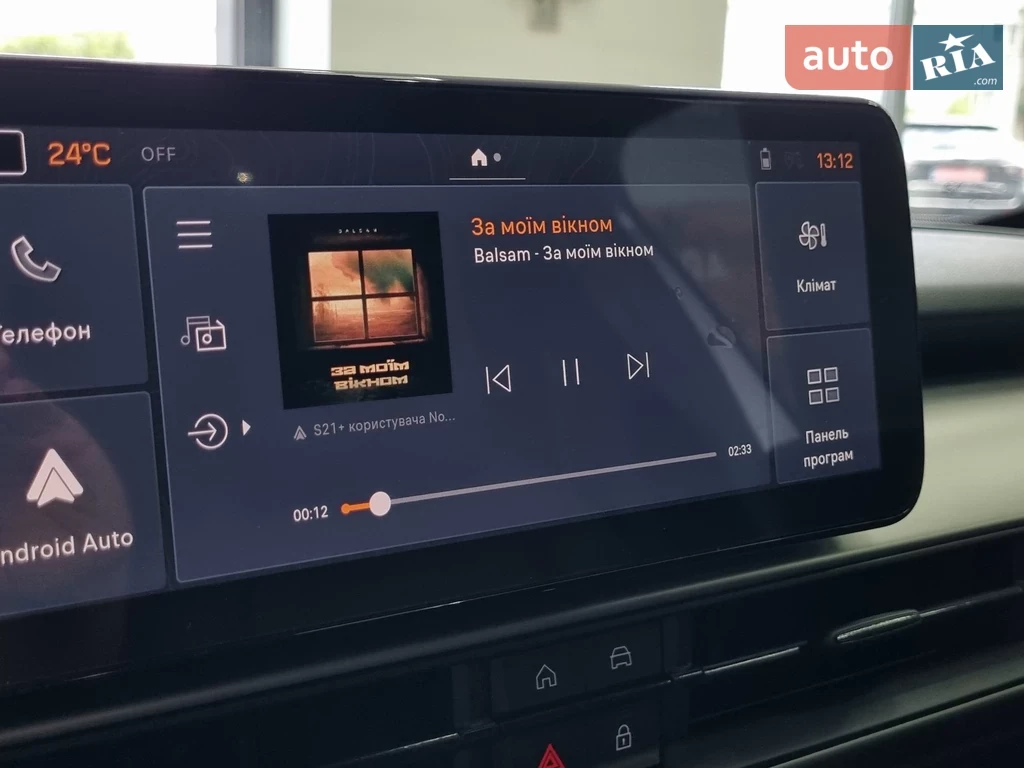 auto
RIA
.com
24°C
OFF
13:12
Телефон
Android Auto
BALSAM
За моїм
вікном
За моїм вікном
Balsam - За моїм вікном
S21+ користувача No...
00:12
02:33
Клімат
Панель
програм